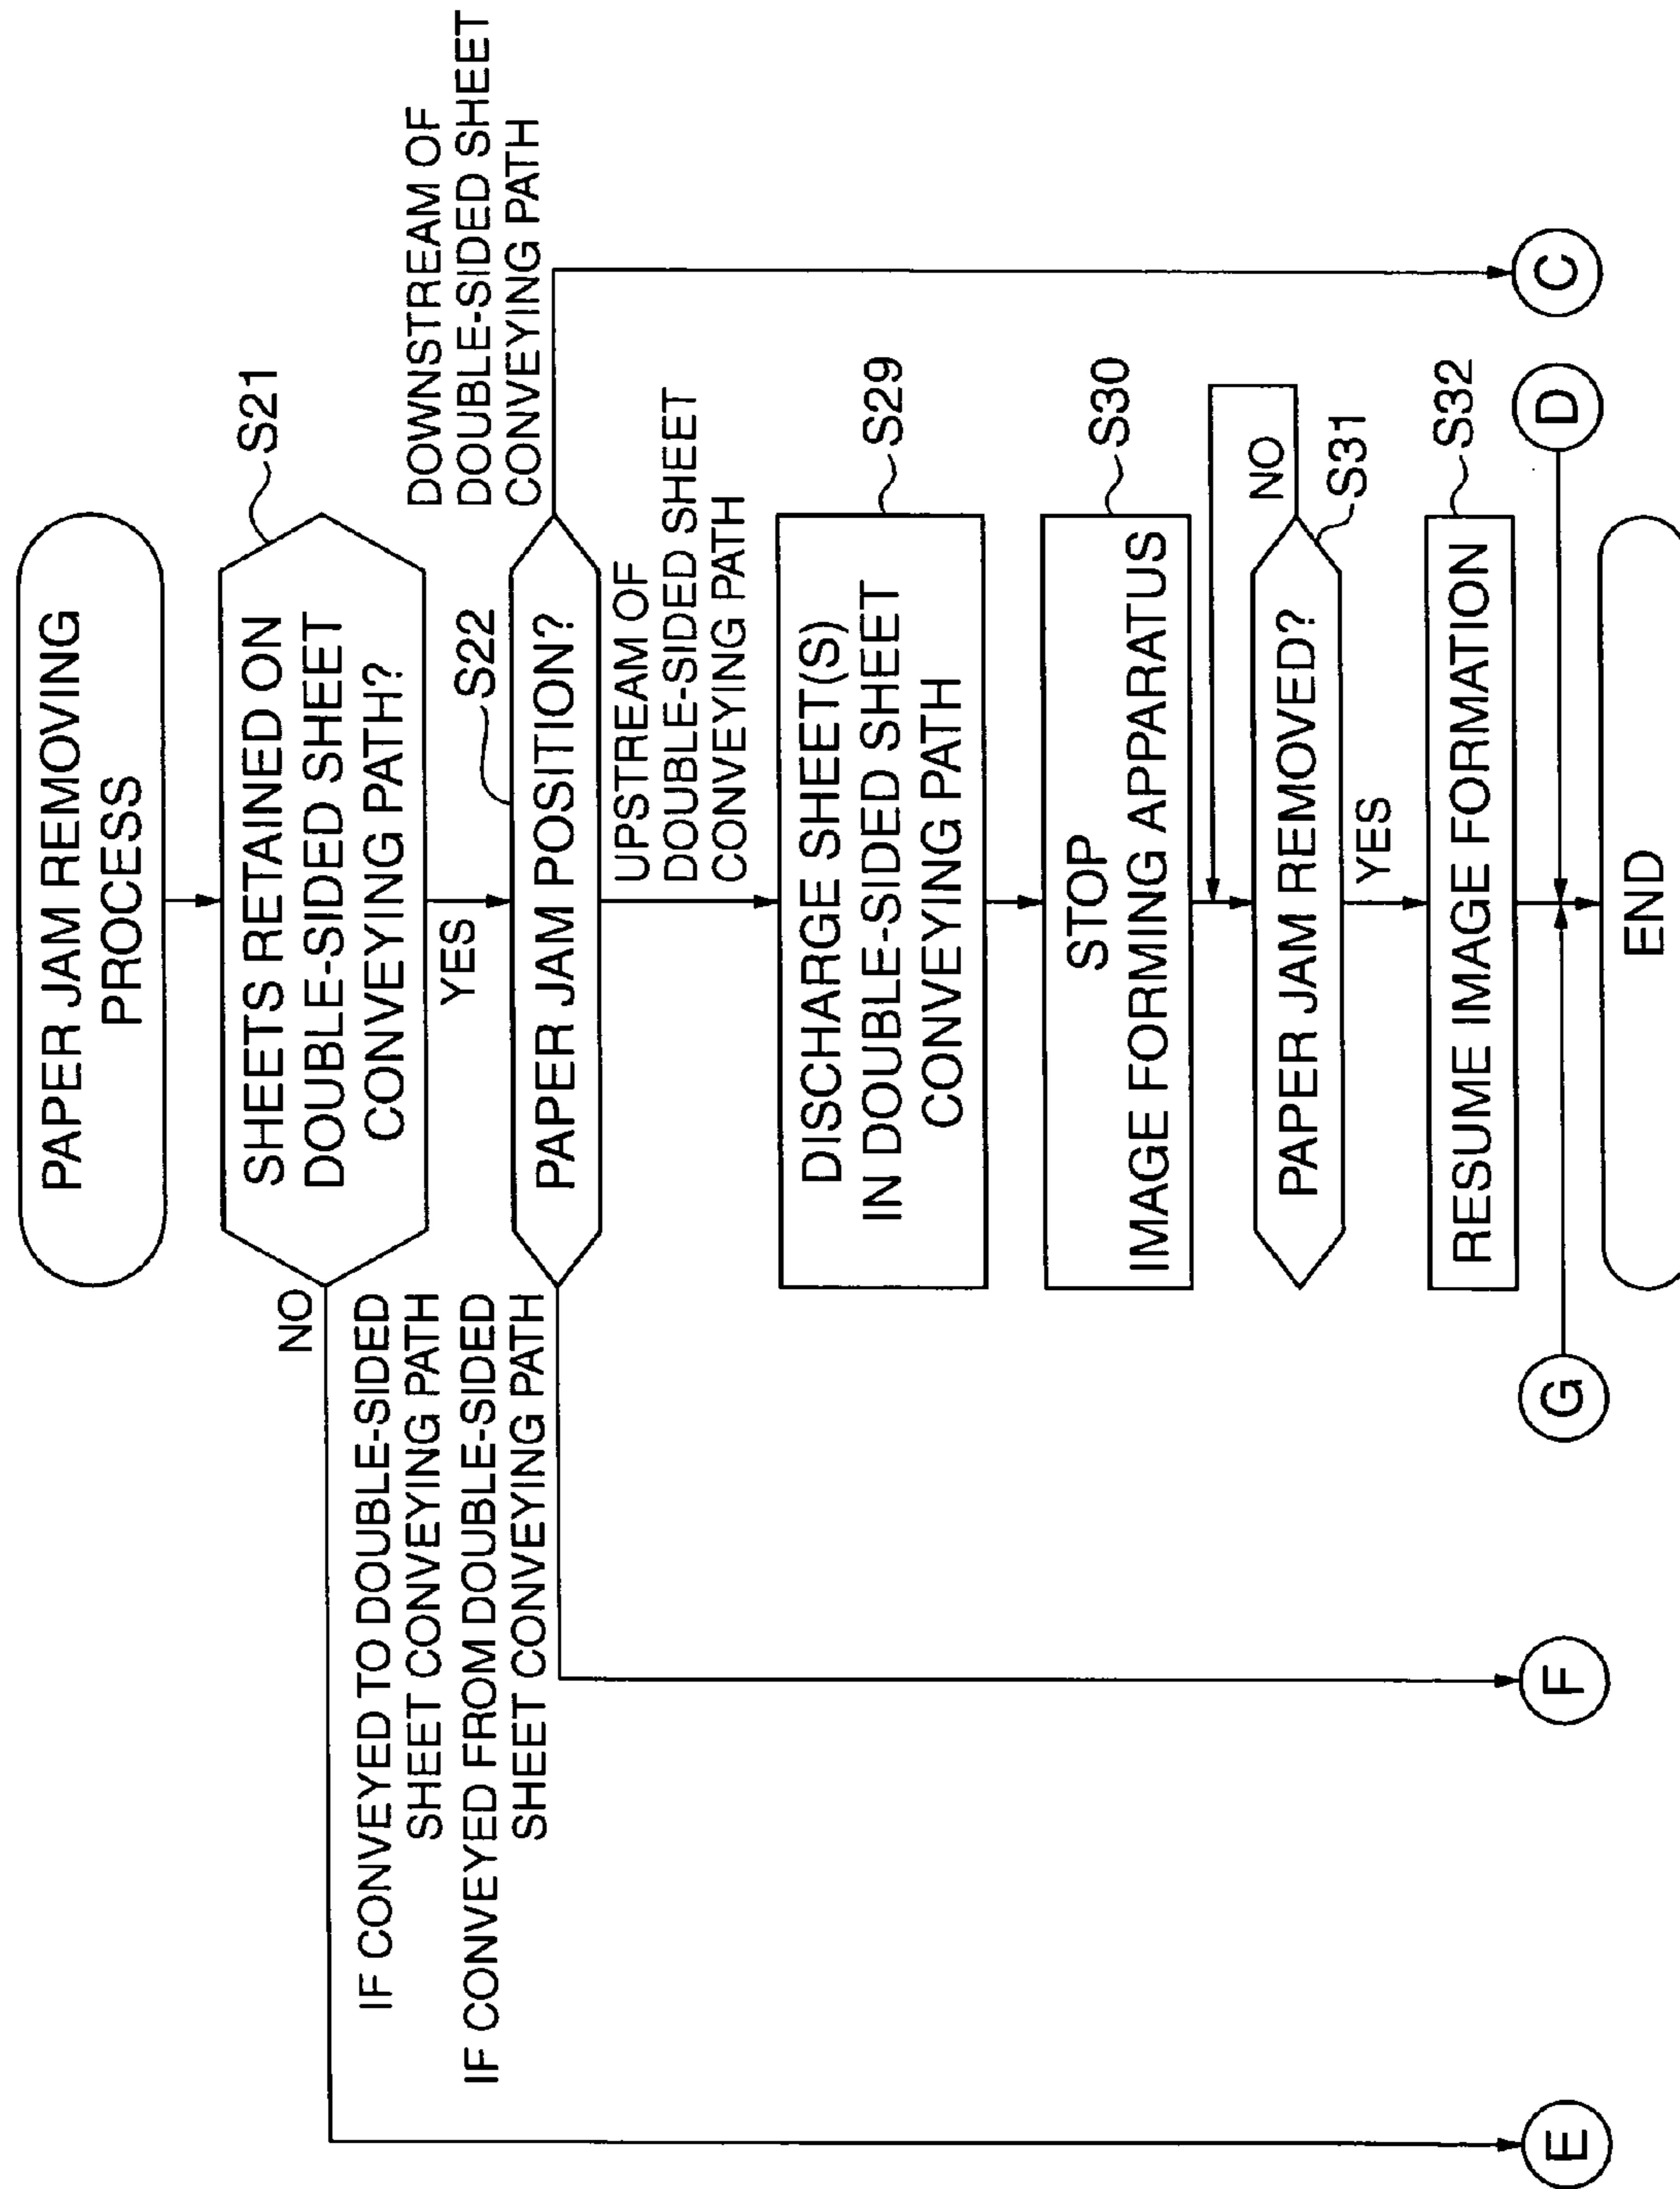 PAPER JAM REMOVING
PROCESS
S21
SHEETS RETAINED ON
DOUBLE-SIDED SHEET
CONVEYING PATH?
NO
YES
S22
PAPER JAM POSITION?
DOWNSTREAM OF
DOUBLE-SIDED SHEET
CONVEYING PATH
IF CONVEYED TO DOUBLE-SIDED
SHEET CONVEYING PATH
IF CONVEYED FROM DOUBLE-SIDED
SHEET CONVEYING PATH
UPSTREAM OF
DOUBLE-SIDED SHEET
CONVEYING PATH
S29
DISCHARGE SHEET(S)
IN DOUBLE-SIDED SHEET
CONVEYING PATH
S30
STOP
IMAGE FORMING APPARATUS
NO
PAPER JAM REMOVED?
S31
YES
S32
RESUME IMAGE FORMATION
E
F
G
D
C
END